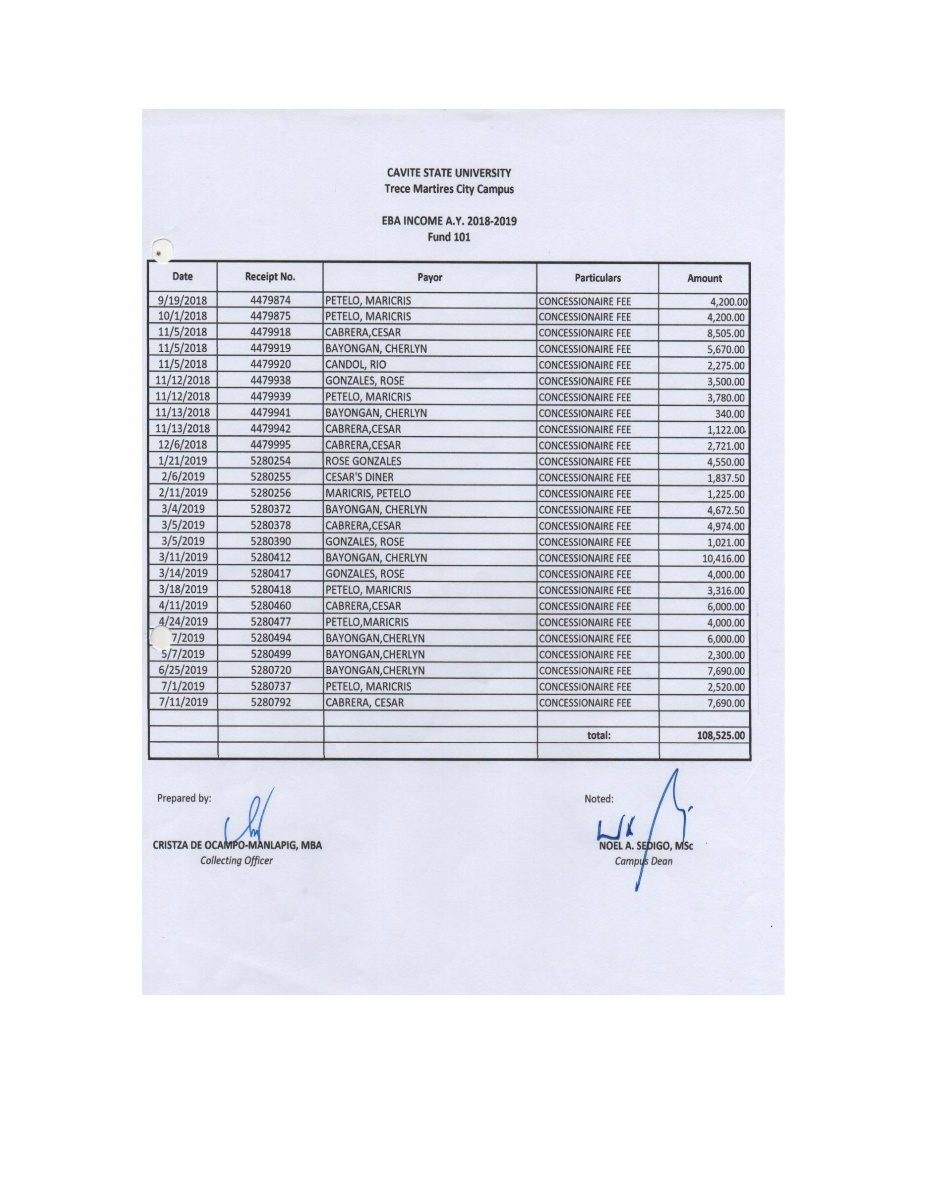 CAVITE STATE UNIVERSITY
Trece Martires City Campus
EBA INCOME A.Y. 2018-2019
Fund 101
Date Receipt No. Payor Particulars Amount
9/19/2018 4479874 PETELO, MARICRIS CONCESSIONAIRE FEE 4,200.00
10/1/2018 4479875 PETELO, MARICRIS CONCESSIONAIRE FEE 4,200.00
11/5/2018 4479918 CABRERA,CESAR CONCESSIONAIRE FEE 8,505.00
11/5/2018 4479919 BAYONGAN, CHERLYN CONCESSIONAIRE FEE 5,670.00
11/5/2018 4479920 CANDOL, RIO CONCESSIONAIRE FEE 2,275.00
11/12/2018 4479938 GONZALES, ROSE CONCESSIONAIRE FEE 3,500.00
11/12/2018 4479939 PETELO, MARICRIS CONCESSIONAIRE FEE 3,780.00
11/13/2018 4479941 BAYONGAN, CHERLYN CONCESSIONAIRE FEE 340.00
11/13/2018 4479942 CABRERA,CESAR CONCESSIONAIRE FEE 1,122.00
12/6/2018 4479995 CABRERA,CESAR CONCESSIONAIRE FEE 2,721.00
1/21/2019 5280254 ROSE GONZALES CONCESSIONAIRE FEE 4,550.00
2/6/2019 5280255 CESAR'S DINER CONCESSIONAIRE FEE 1,837.50
2/11/2019 5280256 MARICRIS, PETELO CONCESSIONAIRE FEE 1,225.00
3/4/2019 5280372 BAYONGAN, CHERLYN CONCESSIONAIRE FEE 4,672.50
3/5/2019 5280378 CABRERA,CESAR CONCESSIONAIRE FEE 4,974.00
3/5/2019 5280390 GONZALES, ROSE CONCESSIONAIRE FEE 1,021.00
3/11/2019 5280412 BAYONGAN, CHERLYN CONCESSIONAIRE FEE 10,416.00
3/14/2019 5280417 GONZALES, ROSE CONCESSIONAIRE FEE 4,000.00
3/18/2019 5280418 PETELO, MARICRIS CONCESSIONAIRE FEE 3,316.00
4/11/2019 5280460 CABRERA,CESAR CONCESSIONAIRE FEE 6,000.00
4/24/2019 5280477 PETELO,MARICRIS CONCESSIONAIRE FEE 4,000.00
7/2019 5280494 BAYONGAN,CHERLYN CONCESSIONAIRE FEE 6,000.00
5/7/2019 5280499 BAYONGAN,CHERLYN CONCESSIONAIRE FEE 2,300.00
6/25/2019 5280720 BAYONGAN,CHERLYN CONCESSIONAIRE FEE 7,690.00
7/1/2019 5280737 PETELO, MARICRIS CONCESSIONAIRE FEE 2,520.00
7/11/2019 5280792 CABRERA, CESAR CONCESSIONAIRE FEE 7,690.00
total: 108,525.00
Prepared by: Noted:
CRISTZA DE OCAMPO-MANLAPIG, MBA NOEL A. SEDIGO, MSc
Collecting Officer Campus Dean